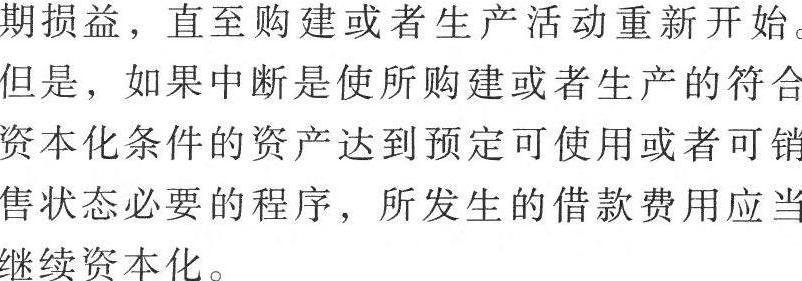 期损益，直至购建或者生产活动重新开始。
但是，如果中断是使所购建或者生产的符合
资本化条件的资产达到预定可使用或者可销
售状态必要的程序，所发生的借款费用应当
继续资本化。